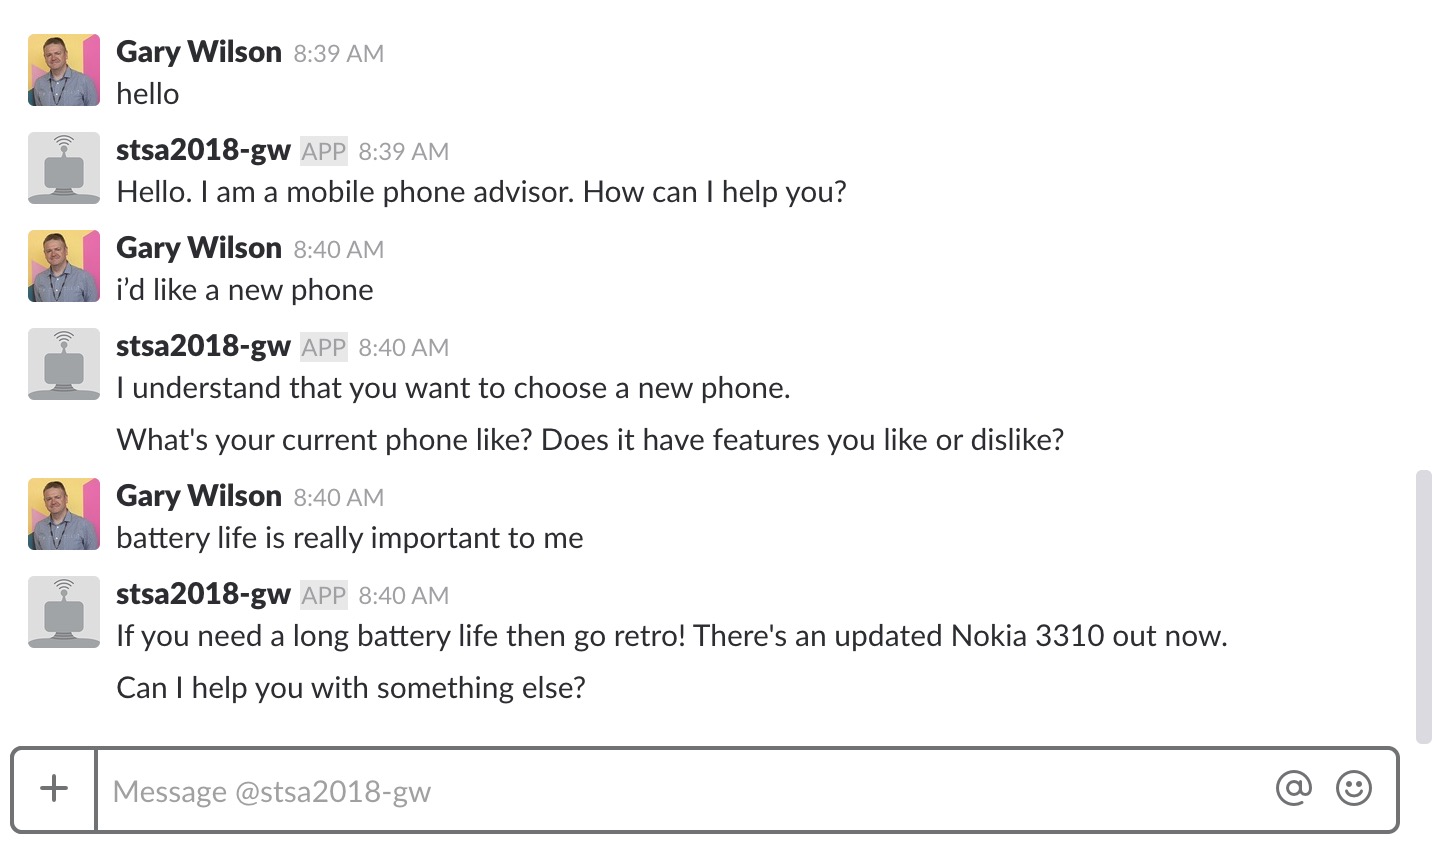 Gary Wilson 8:39 AM
hello
stsa2018-gw APP 8:39 AM
Hello. I am a mobile phone advisor. How can I help you?
Gary Wilson 8:40 AM
i’d like a new phone
stsa2018-gw APP 8:40 AM
I understand that you want to choose a new phone.
What's your current phone like? Does it have features you like or dislike?
Gary Wilson 8:40 AM
battery life is really important to me
stsa2018-gw APP 8:40 AM
If you need a long battery life then go retro! There's an updated Nokia 3310 out now.
Can I help you with something else?
Message @stsa2018-gw